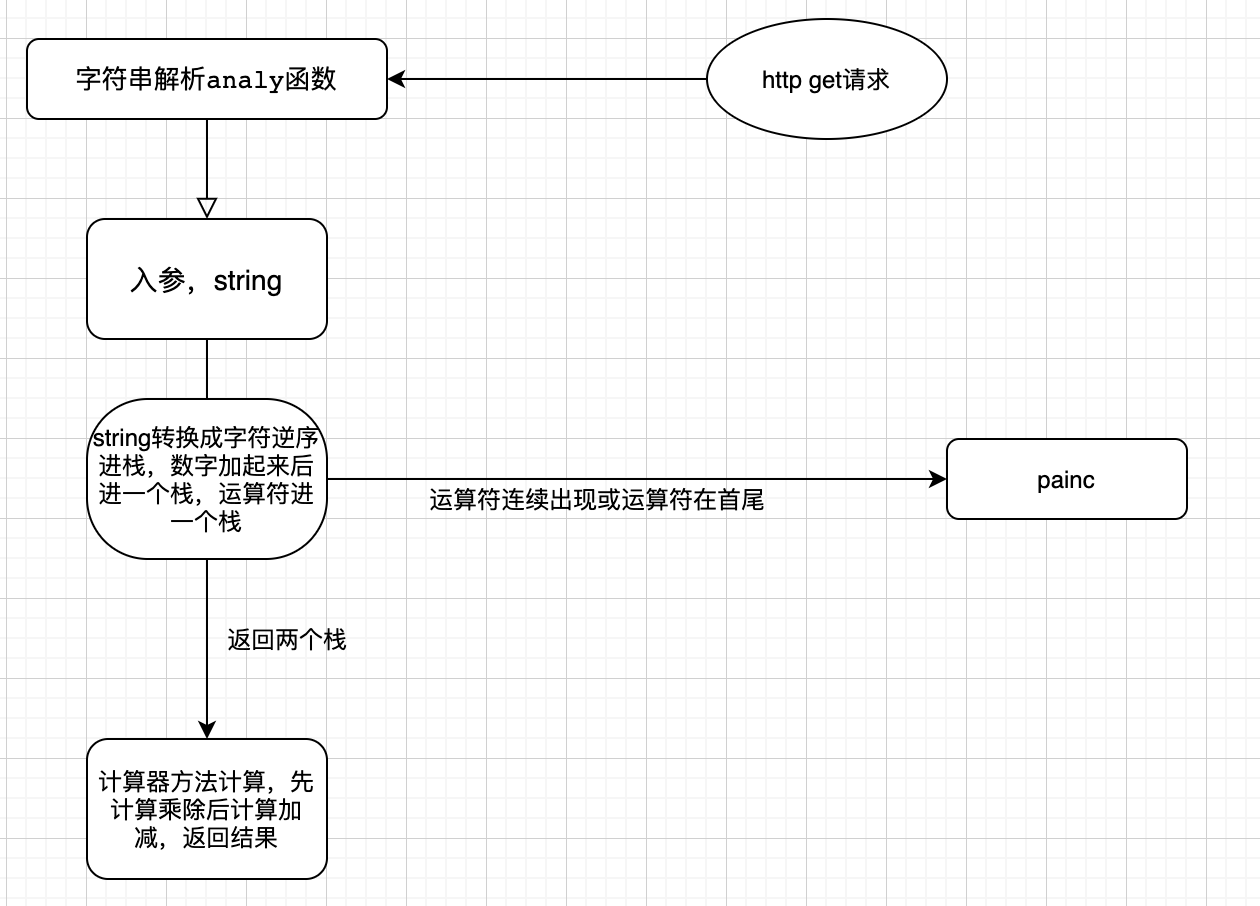 字符串解析analy函数
http get请求
入参，string
string转换成字符逆序
进栈，数字加起来后
进一个栈，运算符进
一个栈
运算符连续出现或运算符在首尾
painc
返回两个栈
计算器方法计算，先
计算乘除后计算加
减，返回结果